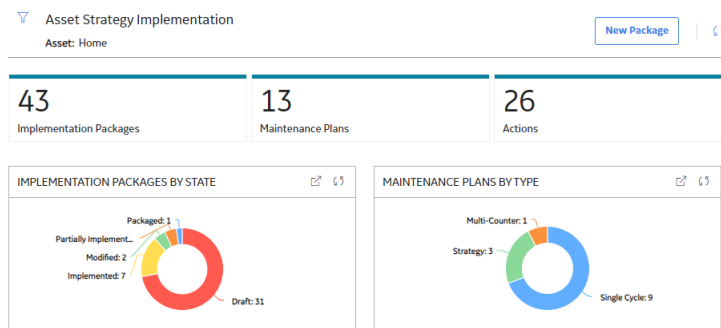 Asset Strategy Implementation
Asset: Home
New Package
43
Implementation Packages
13
Maintenance Plans
26
Actions
IMPLEMENTATION PACKAGES BY STATE
Packaged: 1
Partially Implement...
Modified: 2
Implemented: 7
Draft: 31
MAINTENANCE PLANS BY TYPE
Multi-Counter: 1
Strategy: 3
Single Cycle: 9